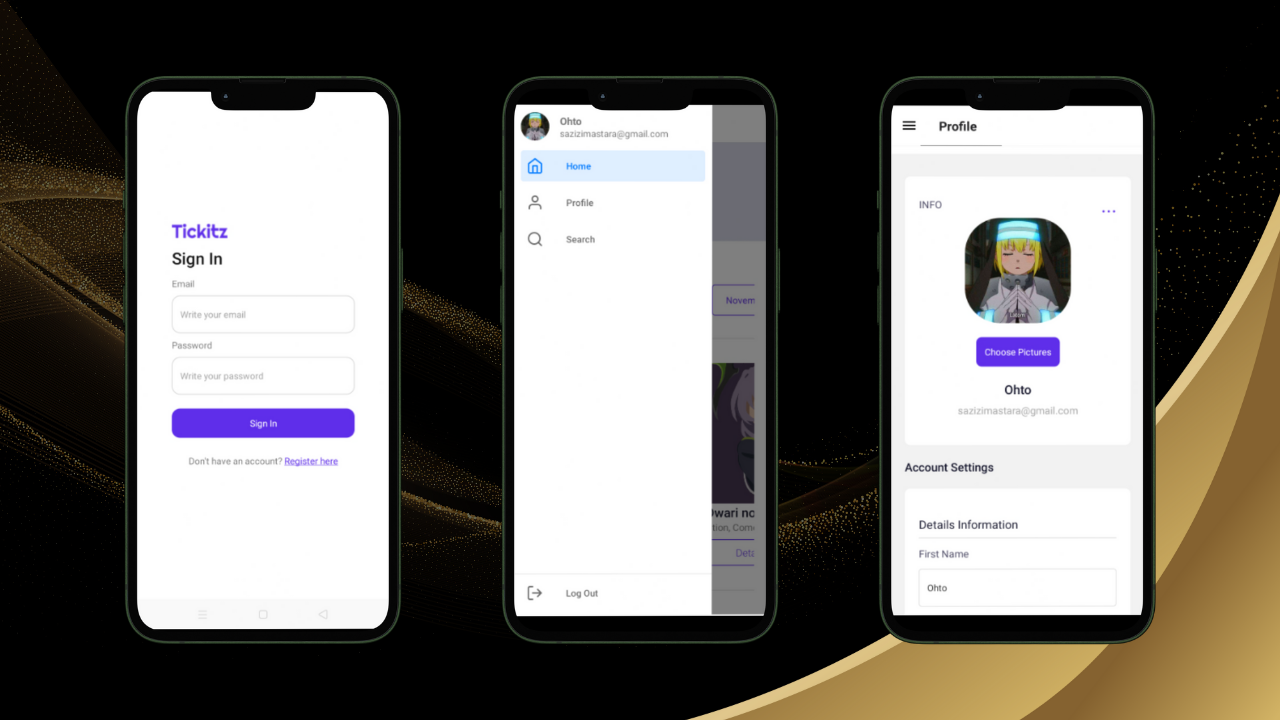 Tickitz
Sign In
Email
Write your email
Password
Write your password
Sign In
Don't have an account? Register here
Ohto
sazizimastara@gmail.com
Home
Profile
Search
Log Out
Novem
Owari no
tion, Com
Deta
Profile
INFO
Choose Pictures
Ohto
sazizimastara@gmail.com
Account Settings
Details Information
First Name
Ohto